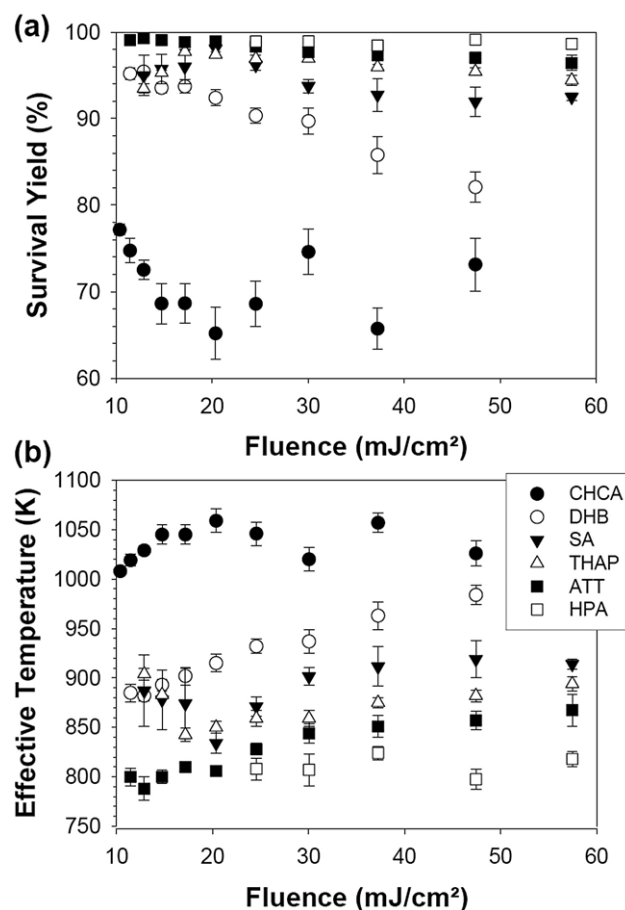 (a)
100
90
80
70
60
Survival Yield (%)
10 20 30 40 50 60
Fluence (mJ/cm²)
(b)
1100
1050
1000
950
900
850
800
750
Effective Temperature (K)
CHCA
DHB
SA
THAP
ATT
HPA
10 20 30 40 50 60
Fluence (mJ/cm²)